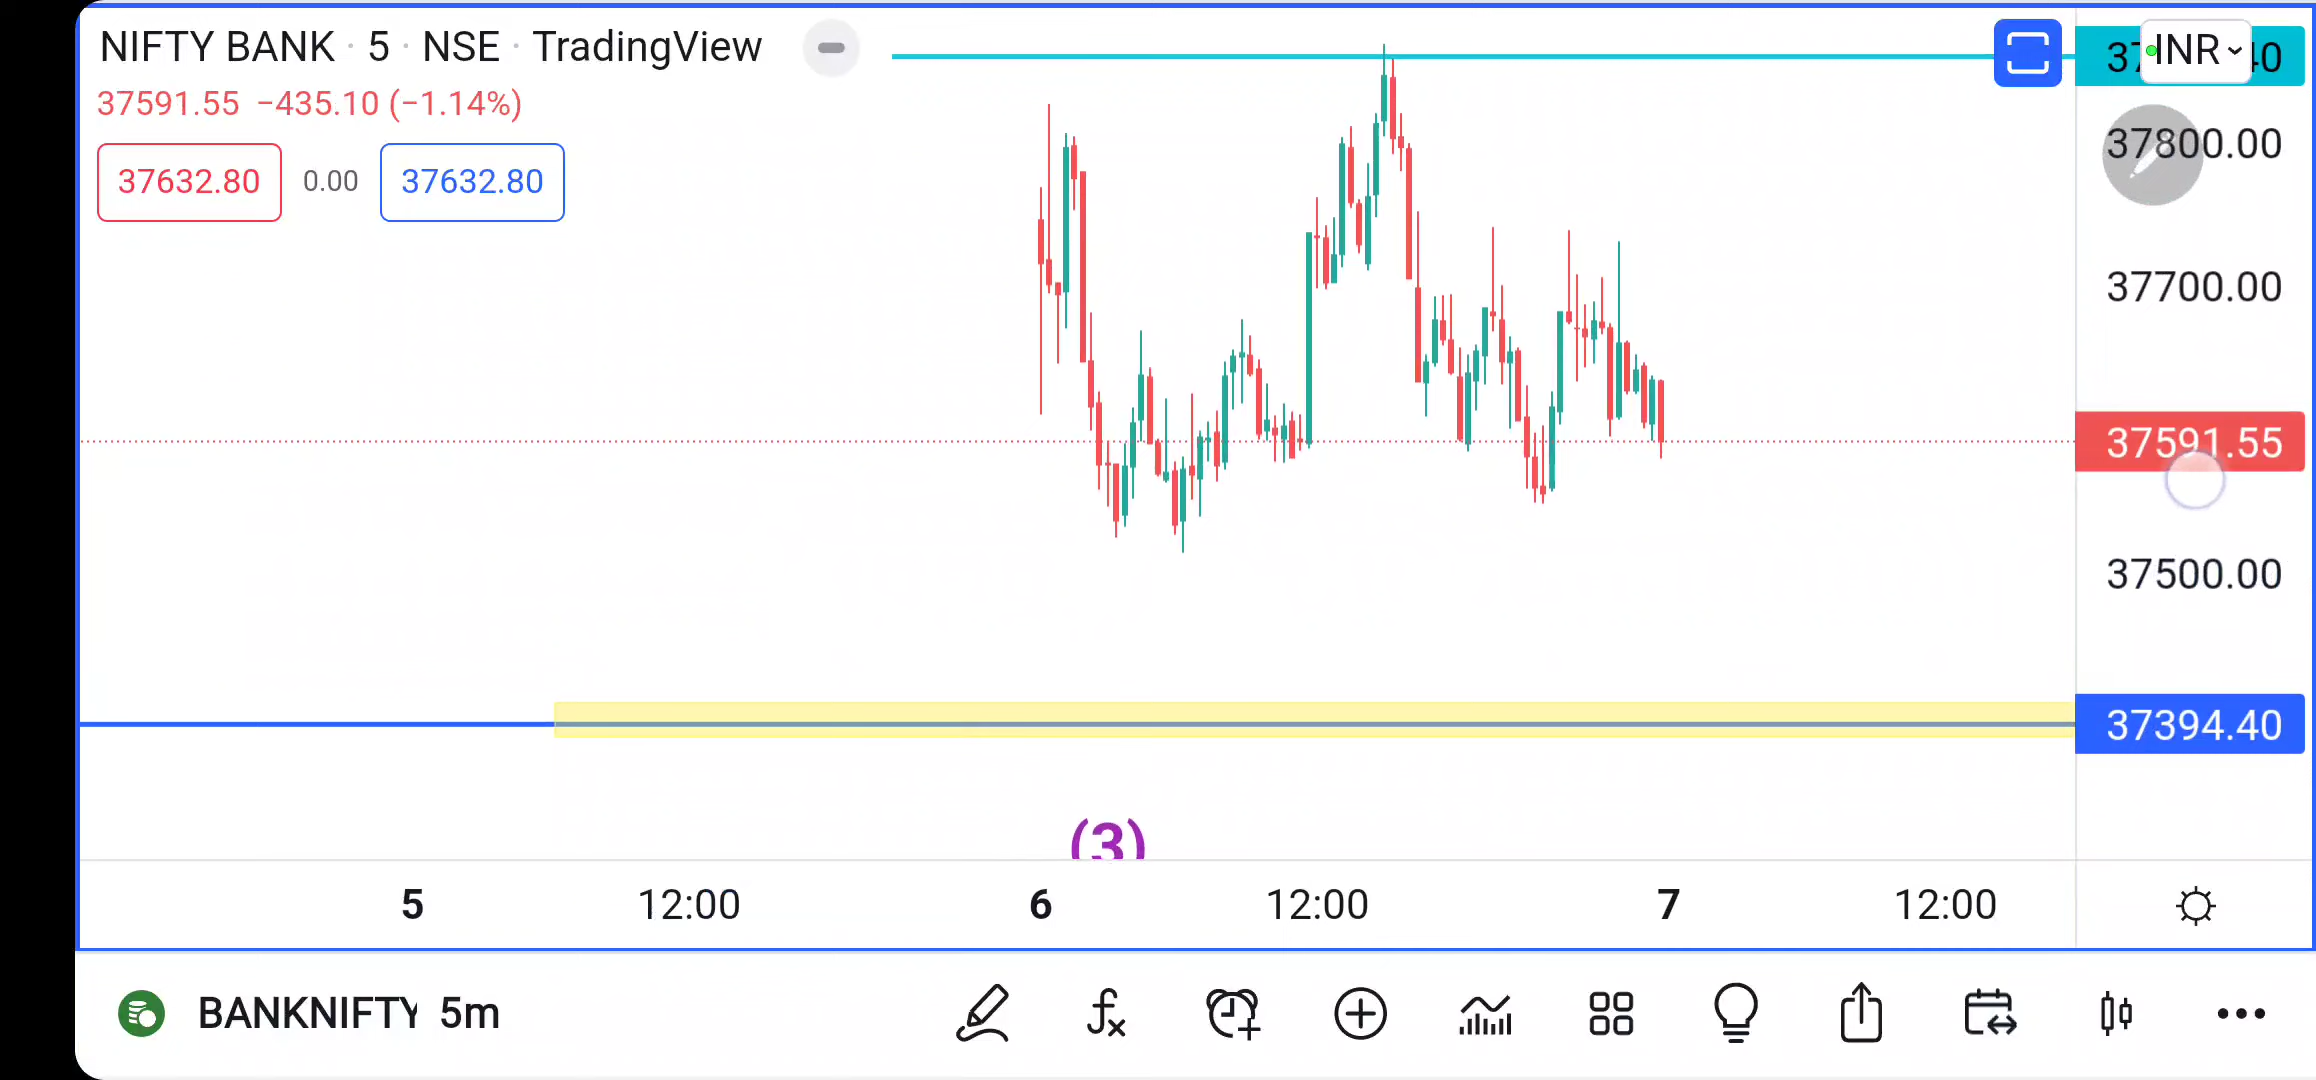 NIFTY BANK · 5 · NSE · TradingView
37591.55 −435.10 (−1.14%)
37632.80 0.00 37632.80
INR
37800.00
37700.00
37591.55
37500.00
37394.40
(3)
5 12:00 6 12:00 7 12:00
BANKNIFTY 5m